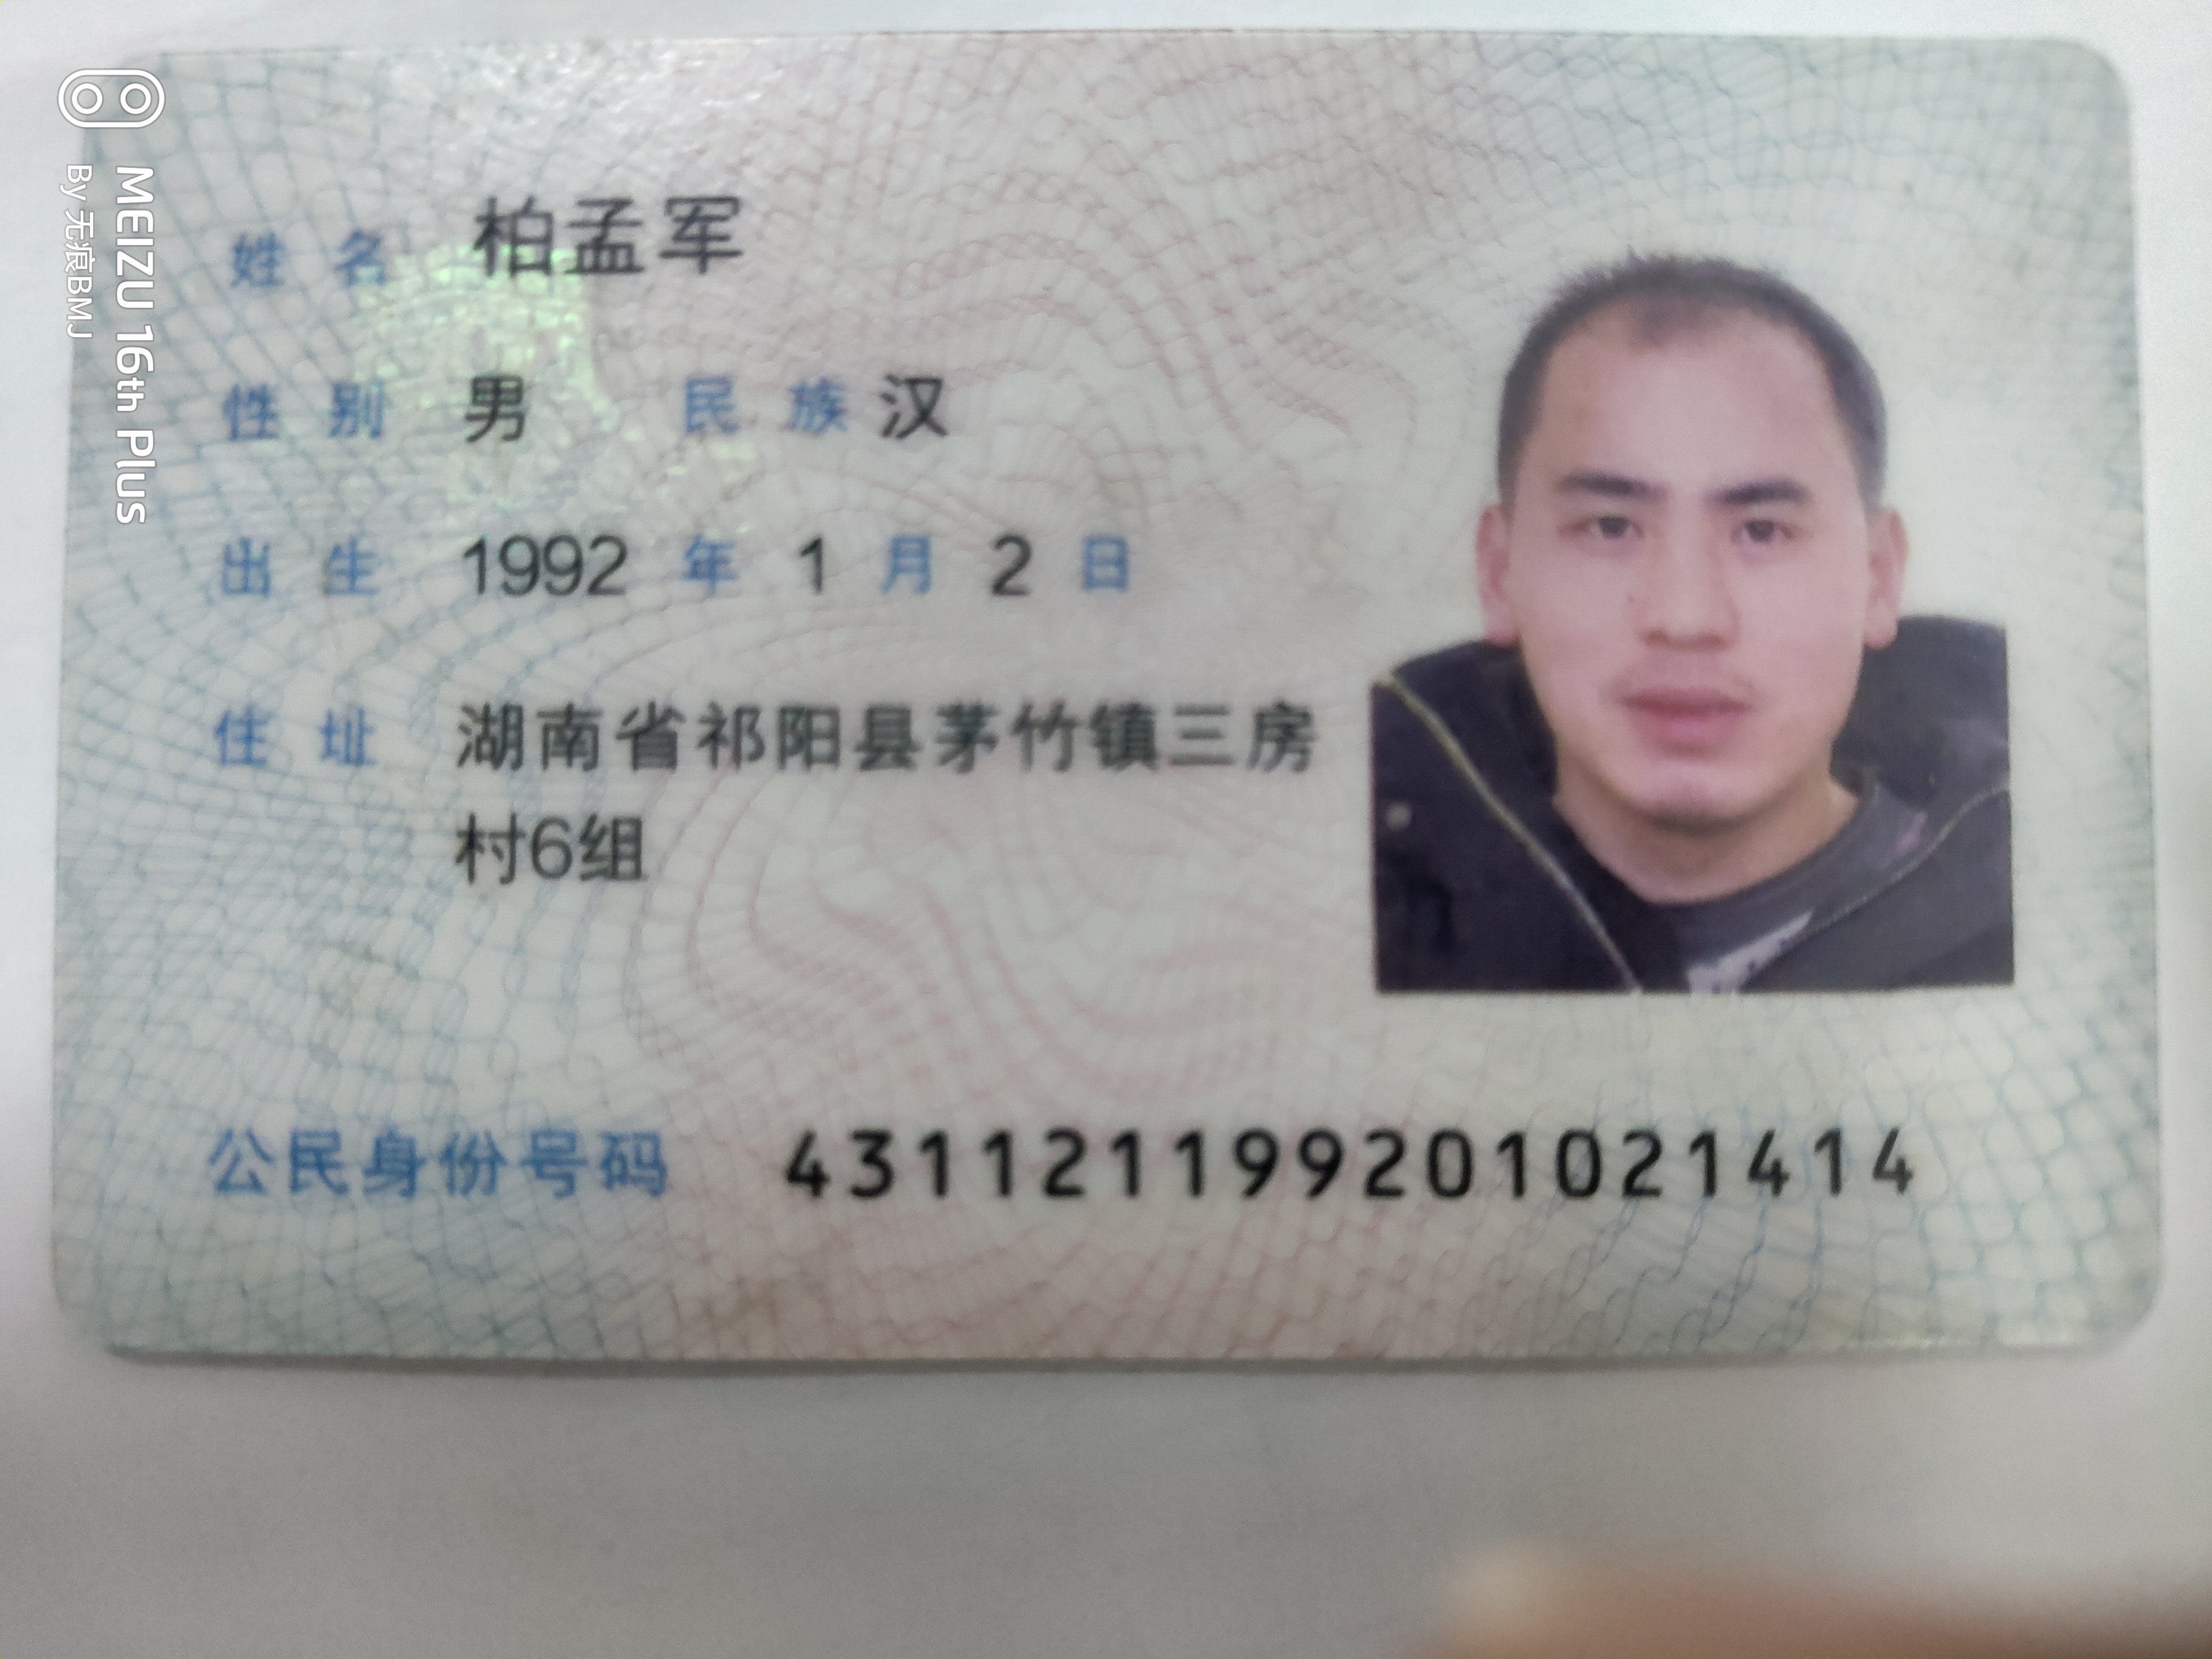 姓名 柏孟军
性别 男 民族 汉
出生 1992 年 1 月 2 日
住址 湖南省祁阳县茅竹镇三房
村6组
公民身份号码 431121199201021414
MEIZU 16th Plus
By 无痕BMJ